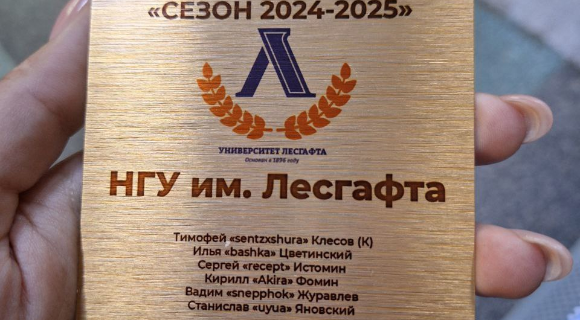 «СЕЗОН 2024-2025»
УНИВЕРСИТЕТ ЛЕСГАФТА
Основан в 1896 году
НГУ им. Лесгафта
Тимофей «sentzxshura» Клесов (К)
Илья «bashka» Цветинский
Сергей «recept» Истомин
Кирилл «Akira» Фомин
Вадим «snepphok» Журавлев
Станислав «uyua» Яновский